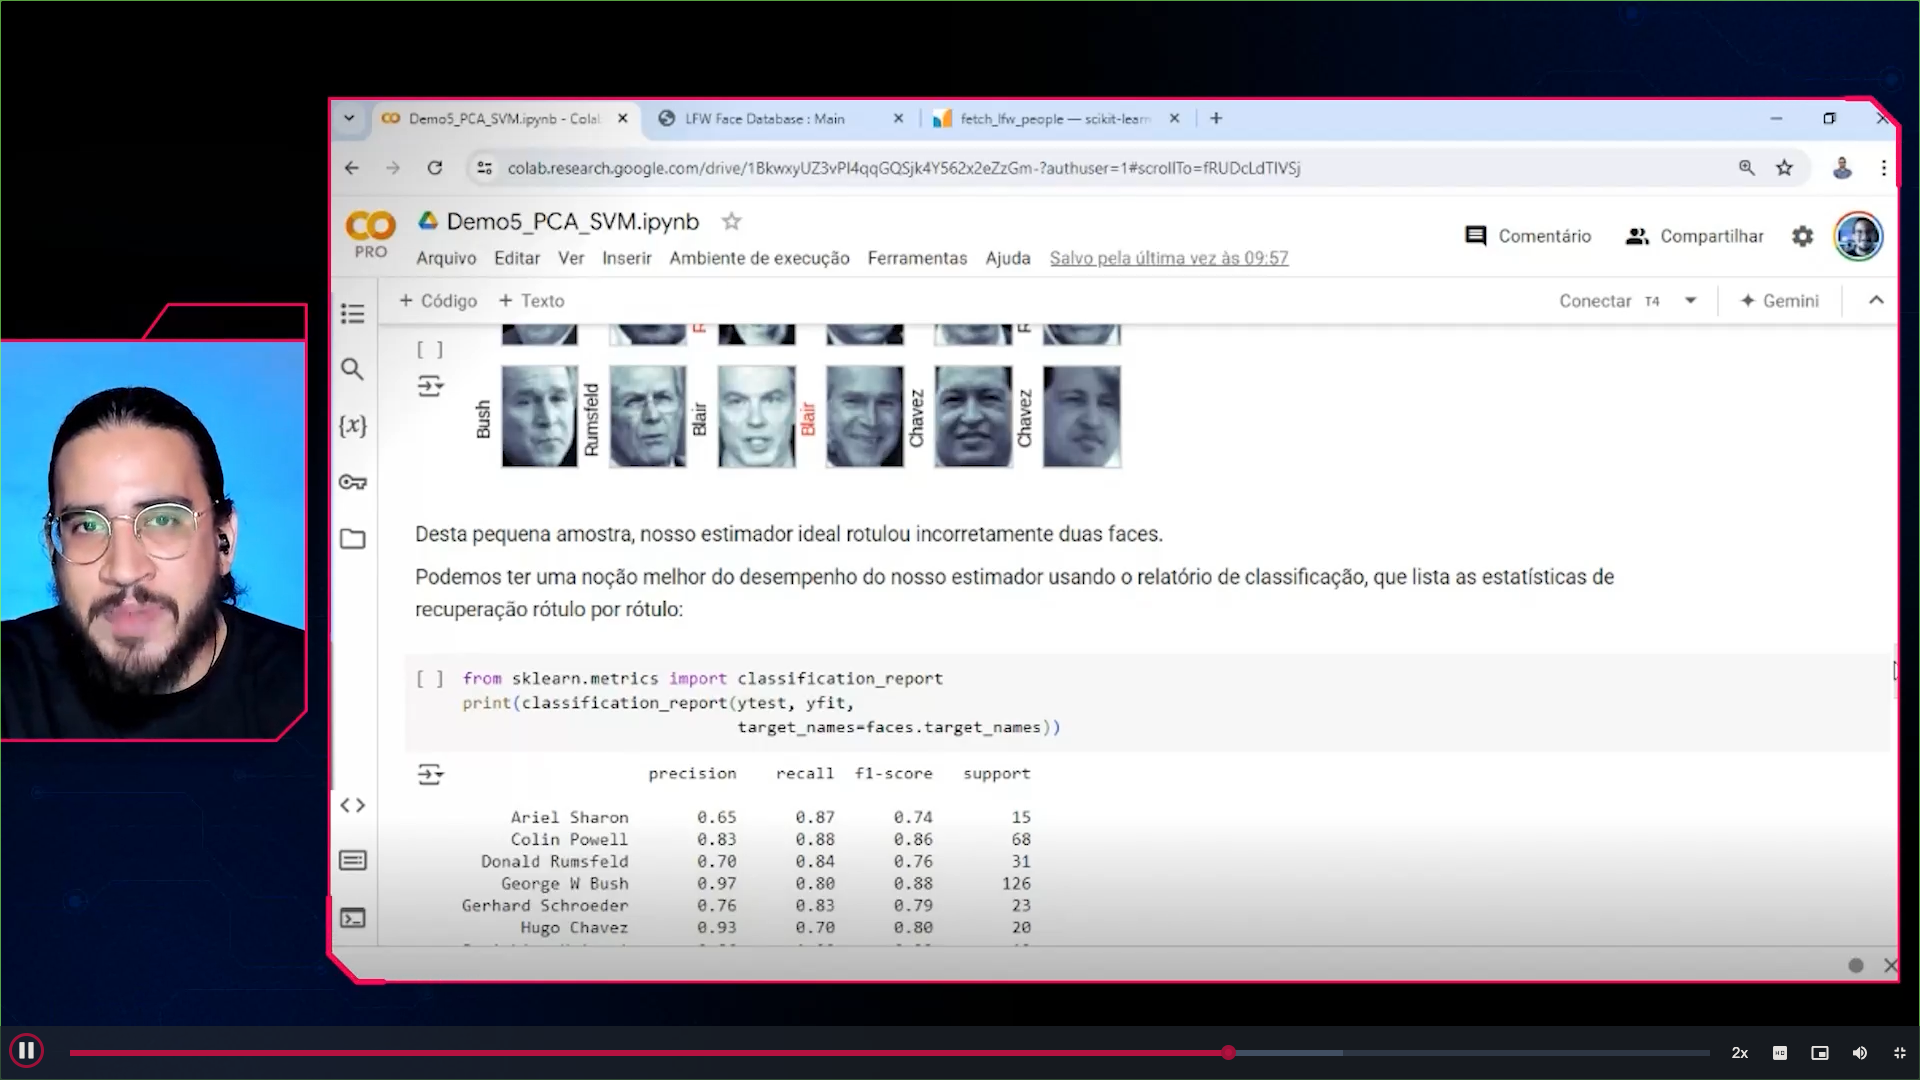 Demo5_PCA_SVM.ipynb - Cola
LFW Face Database : Main
fetch_lfw_people — scikit-learn
colab.research.google.com/drive/1BkwxyUZ3vPI4qqGQSjk4Y562x2eZzGm-?authuser=1#scrollTo=fRUDcLdTIVSj
CO
PRO
Demo5_PCA_SVM.ipynb
Comentário
Compartilhar
Arquivo Editar Ver Inserir Ambiente de execução Ferramentas Ajuda Salvo pela última vez às 09:57
+ Código + Texto
Conectar T4
Gemini
[ ]
Bush
Rumsfeld
Blair
Blair
Chavez
Chavez
{x}
Desta pequena amostra, nosso estimador ideal rotulou incorretamente duas faces.
Podemos ter uma noção melhor do desempenho do nosso estimador usando o relatório de classificação, que lista as estatísticas de
recuperação rótulo por rótulo:
[ ] from sklearn.metrics import classification_report
print(classification_report(ytest, yfit,
target_names=faces.target_names))
precision recall f1-score support
Ariel Sharon 0.65 0.87 0.74 15
Colin Powell 0.83 0.88 0.86 68
Donald Rumsfeld 0.70 0.84 0.76 31
George W Bush 0.97 0.80 0.88 126
Gerhard Schroeder 0.76 0.83 0.79 23
Hugo Chavez 0.93 0.70 0.80 20
2x